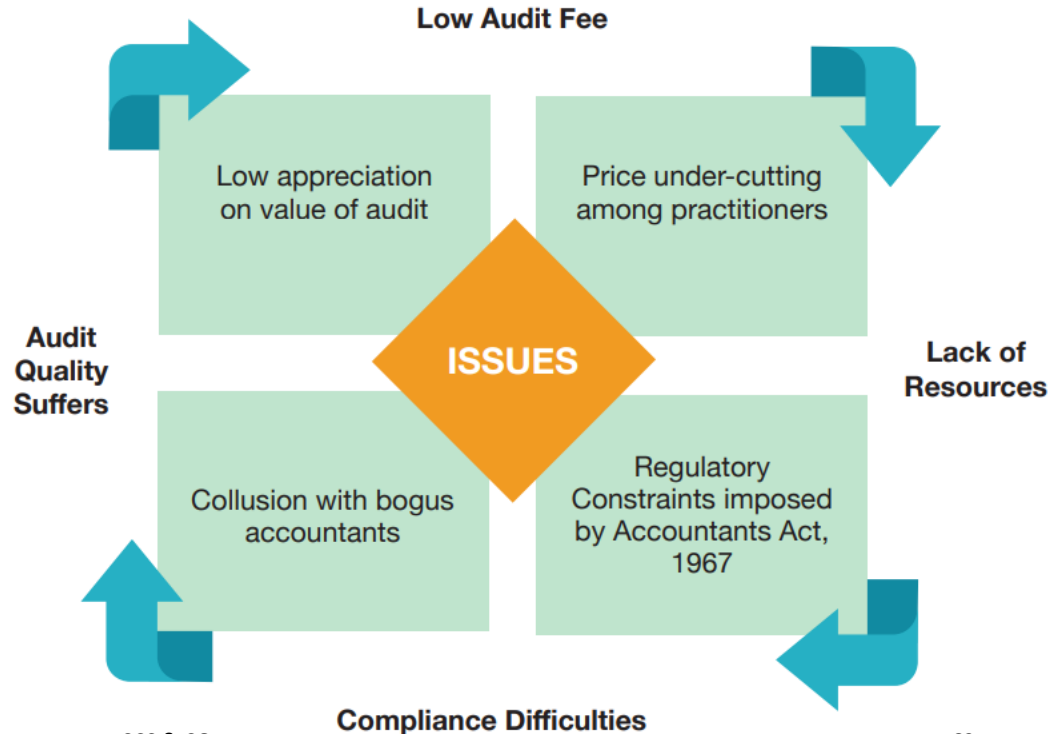 Low Audit Fee
Low appreciation
on value of audit
Price under-cutting
among practitioners
Audit
Quality
Suffers
ISSUES
Lack of
Resources
Collusion with bogus
accountants
Regulatory
Constraints imposed
by Accountants Act,
1967
Compliance Difficulties